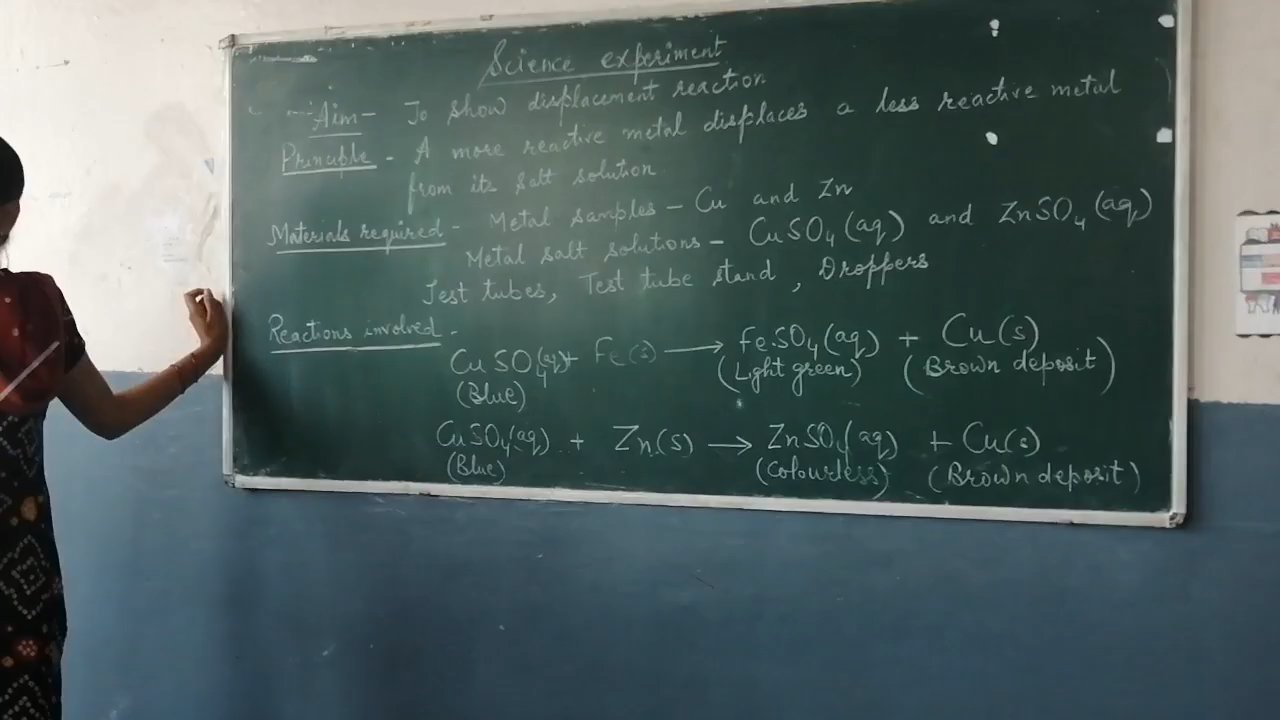 Science experiment
Aim - To show displacement reaction
Principle - A more reactive metal displaces a less reactive metal
from its salt solution
Materials required - Metal samples - Cu and Zn
Metal salt solutions - CuSO4(aq) and ZnSO4(aq)
Test tubes, Test tube stand, Droppers
Reactions involved -
CuSO4(aq) + Fe(s) → FeSO4(aq) + Cu(s)
(Blue) (Light green) (Brown deposit)
CuSO4(aq) + Zn(s) → ZnSO4(aq) + Cu(s)
(Blue) (Colourless) (Brown deposit)